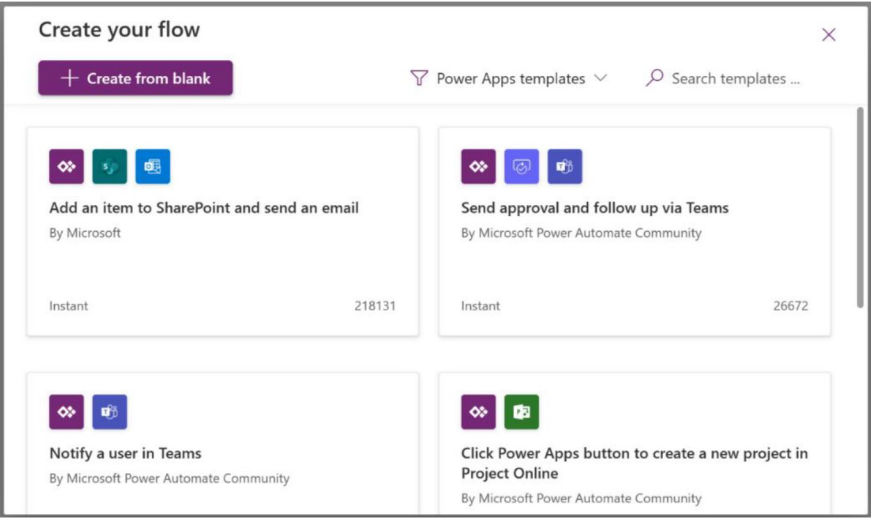 Create your flow
Create from blank
Power Apps templates
Search templates ...
Add an item to SharePoint and send an email
By Microsoft
Instant
218131
Send approval and follow up via Teams
By Microsoft Power Automate Community
Instant
26672
Notify a user in Teams
By Microsoft Power Automate Community
Click Power Apps button to create a new project in
Project Online
By Microsoft Power Automate Community